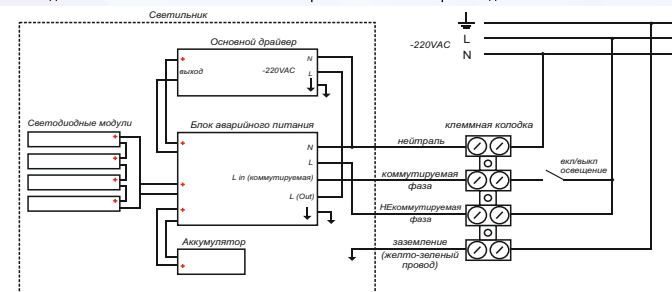 Светильник
Основной драйвер
N
выход
-220VAC
L
-220VAC
L
N
Светодиодные модули
Блок аварийного питания
клеммная колодка
N
нейтраль
L
L in (коммутируемая)
коммутируемая
фаза
вкл/выкл
освещение
L (Out)
НЕкоммутируемая
фаза
Аккумулятор
заземление
(желто-зеленый
провод)